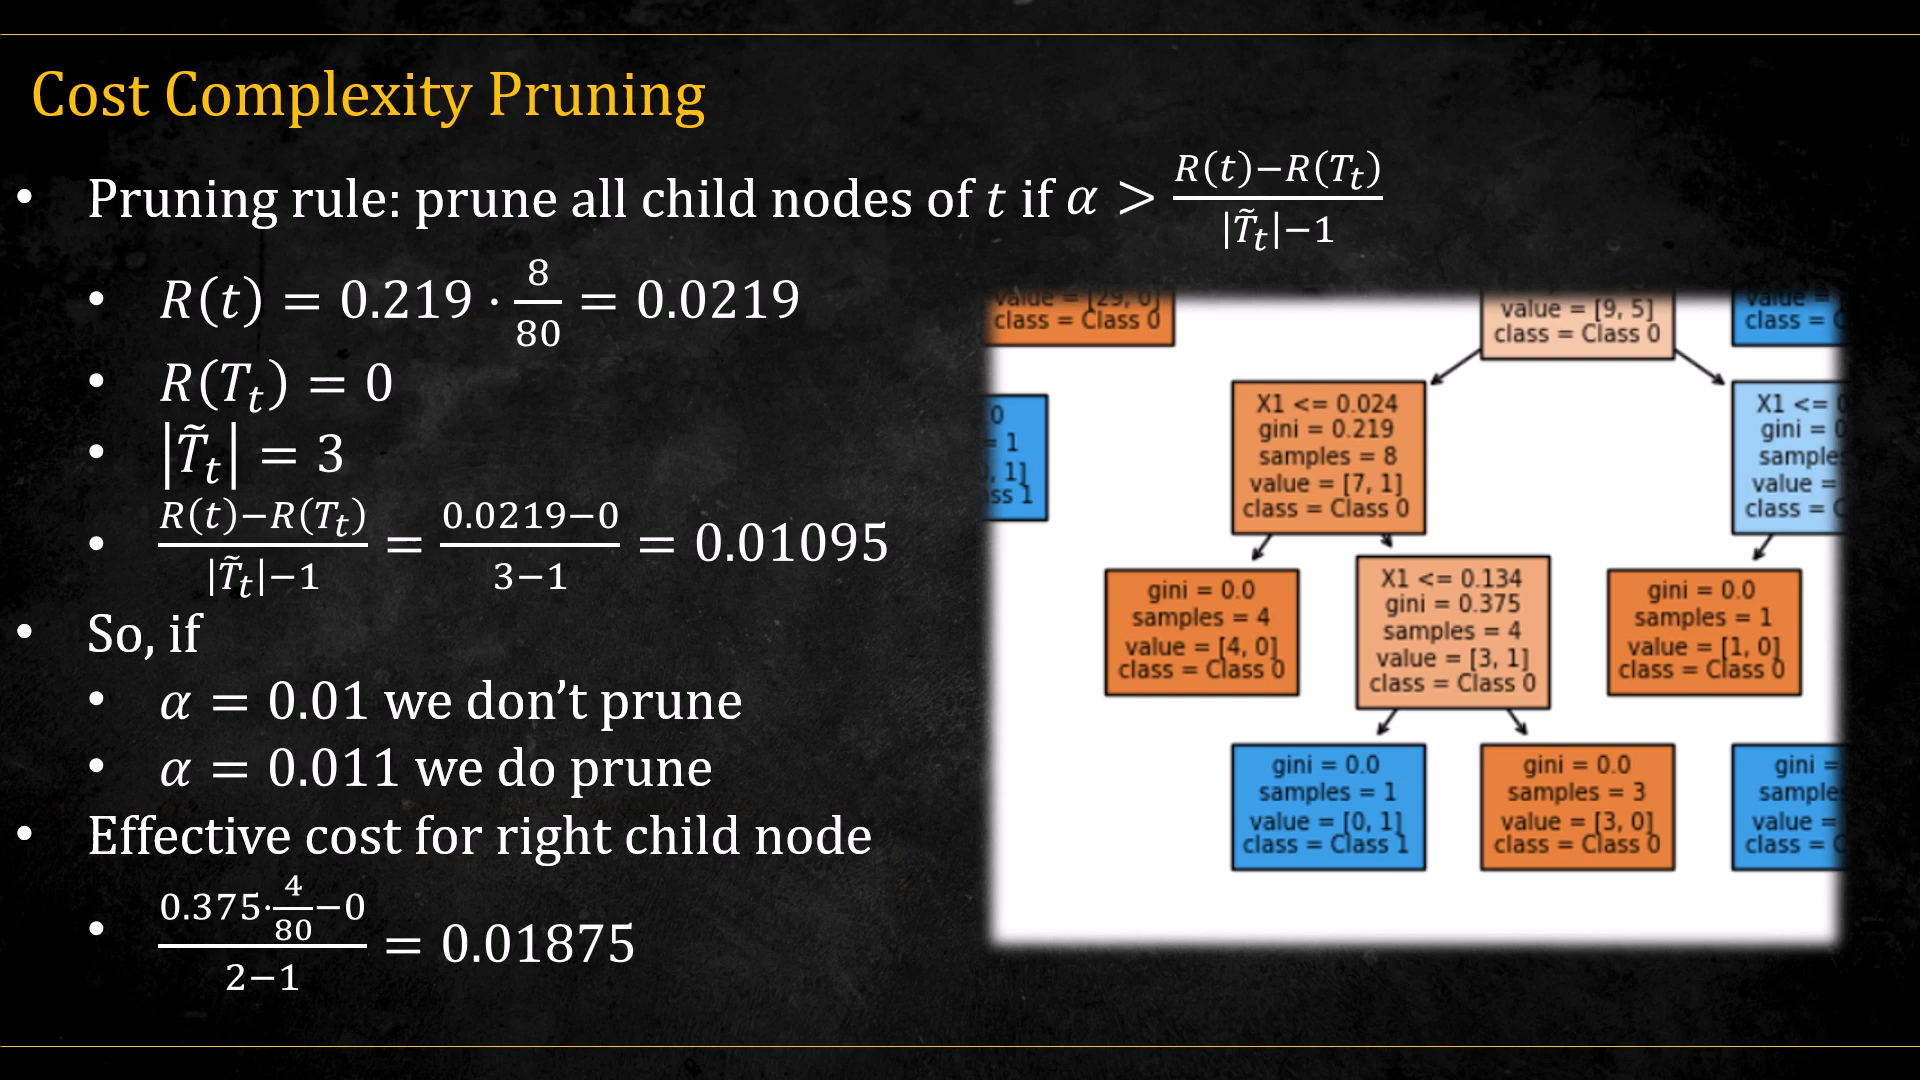 Cost Complexity Pruning
• Pruning rule: prune all child nodes of t if α > \frac{R(t)−R(T_t)}{|T̃_t|−1}
• R(t) = 0.219 · \frac{8}{80} = 0.0219
• R(T_t) = 0
• |T̃_t| = 3
• \frac{R(t)−R(T_t)}{|T̃_t|−1} = \frac{0.0219−0}{3−1} = 0.01095
• So, if
• α = 0.01 we don’t prune
• α = 0.011 we do prune
• Effective cost for right child node
• \frac{0.375·\frac{4}{80}−0}{2−1} = 0.01875
value = [29, 0]
class = Class 0
value = [9, 5]
class = Class 0
value =
class = C
0
= 1
, 1]
ss 1
X1 <= 0.024
gini = 0.219
samples = 8
value = [7, 1]
class = Class 0
X1 <= 0
gini = 0
samples
value =
class = C
gini = 0.0
samples = 4
value = [4, 0]
class = Class 0
X1 <= 0.134
gini = 0.375
samples = 4
value = [3, 1]
class = Class 0
gini = 0.0
samples = 1
value = [1, 0]
class = Class 0
gini = 0.0
samples = 1
value = [0, 1]
class = Class 1
gini = 0.0
samples = 3
value = [3, 0]
class = Class 0
gini =
samples
value =
class = C